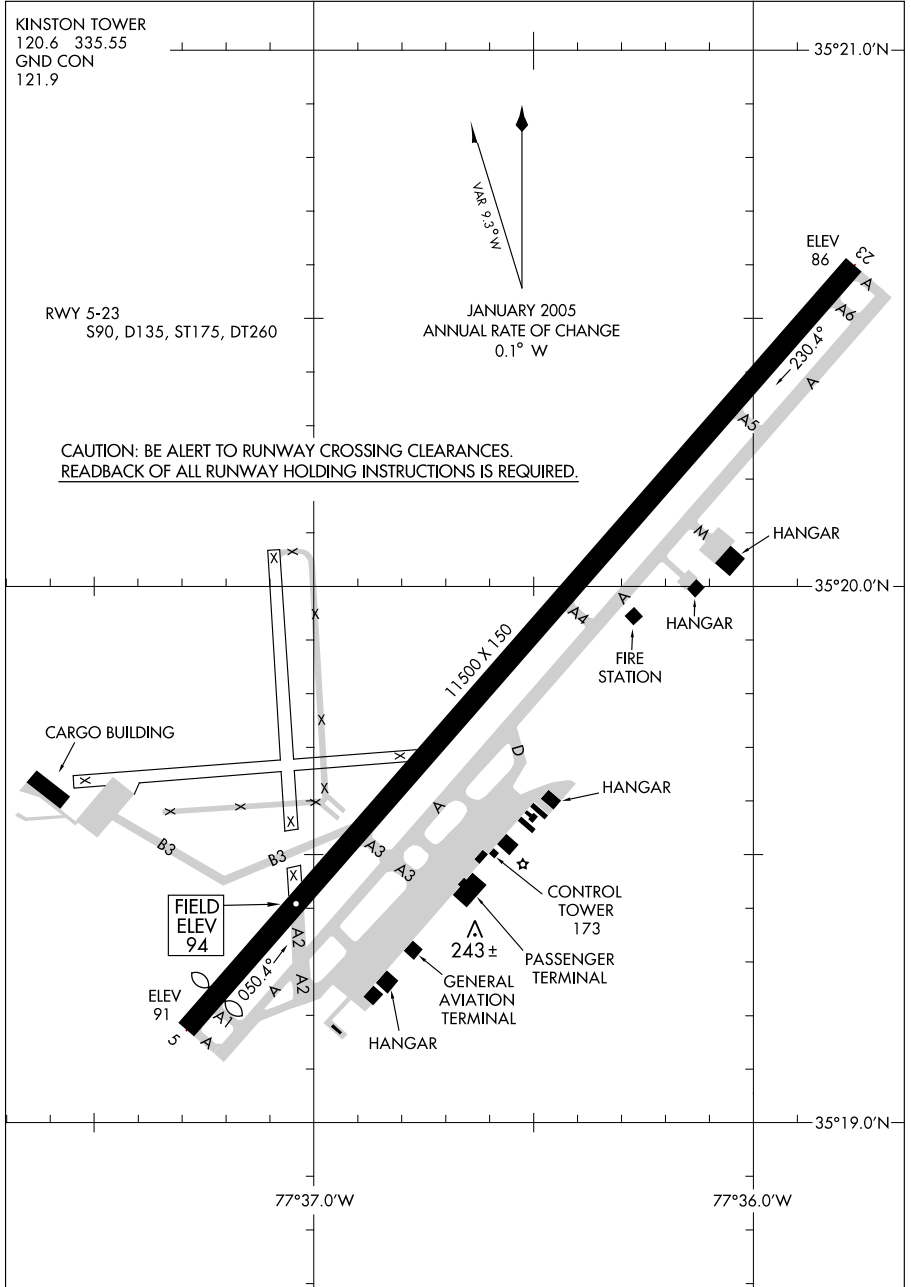 KINSTON TOWER
120.6 335.55
GND CON
121.9
35°21.0'N
VAR 9.3°W
JANUARY 2005
ANNUAL RATE OF CHANGE
0.1° W
ELEV
86
23
A
A6
230.4°
A
A5
RWY 5-23
S90, D135, ST175, DT260
CAUTION: BE ALERT TO RUNWAY CROSSING CLEARANCES.
READBACK OF ALL RUNWAY HOLDING INSTRUCTIONS IS REQUIRED.
M
HANGAR
X
X
35°20.0'N
A
HANGAR
A4
X
FIRE
STATION
11500 X 150
X
CARGO BUILDING
D
X
X
X
HANGAR
X
X
X
A
X
B3
B3
A3
A3
X
CONTROL
TOWER
173
FIELD
ELEV
94
243 ±
PASSENGER
TERMINAL
A2
A2
GENERAL
AVIATION
TERMINAL
050.4°
A
ELEV
91
A1
5
A
HANGAR
35°19.0'N
77°37.0'W
77°36.0'W